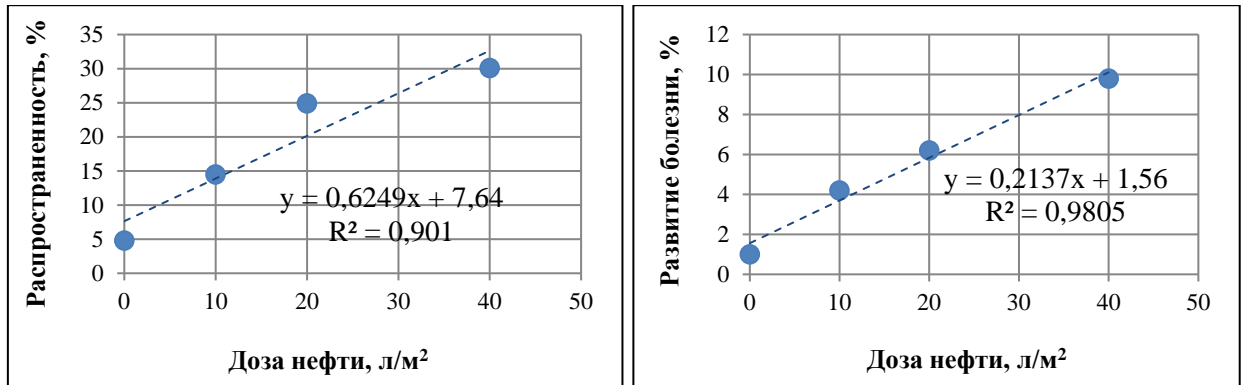 Распространенность, %
35
30
25
20
15
10
5
0
y = 0,6249x + 7,64
R² = 0,901
0 10 20 30 40 50
Доза нефти, л/м²
Развитие болезни, %
12
10
8
6
4
2
0
y = 0,2137x + 1,56
R² = 0,9805
0 10 20 30 40 50
Доза нефти, л/м²